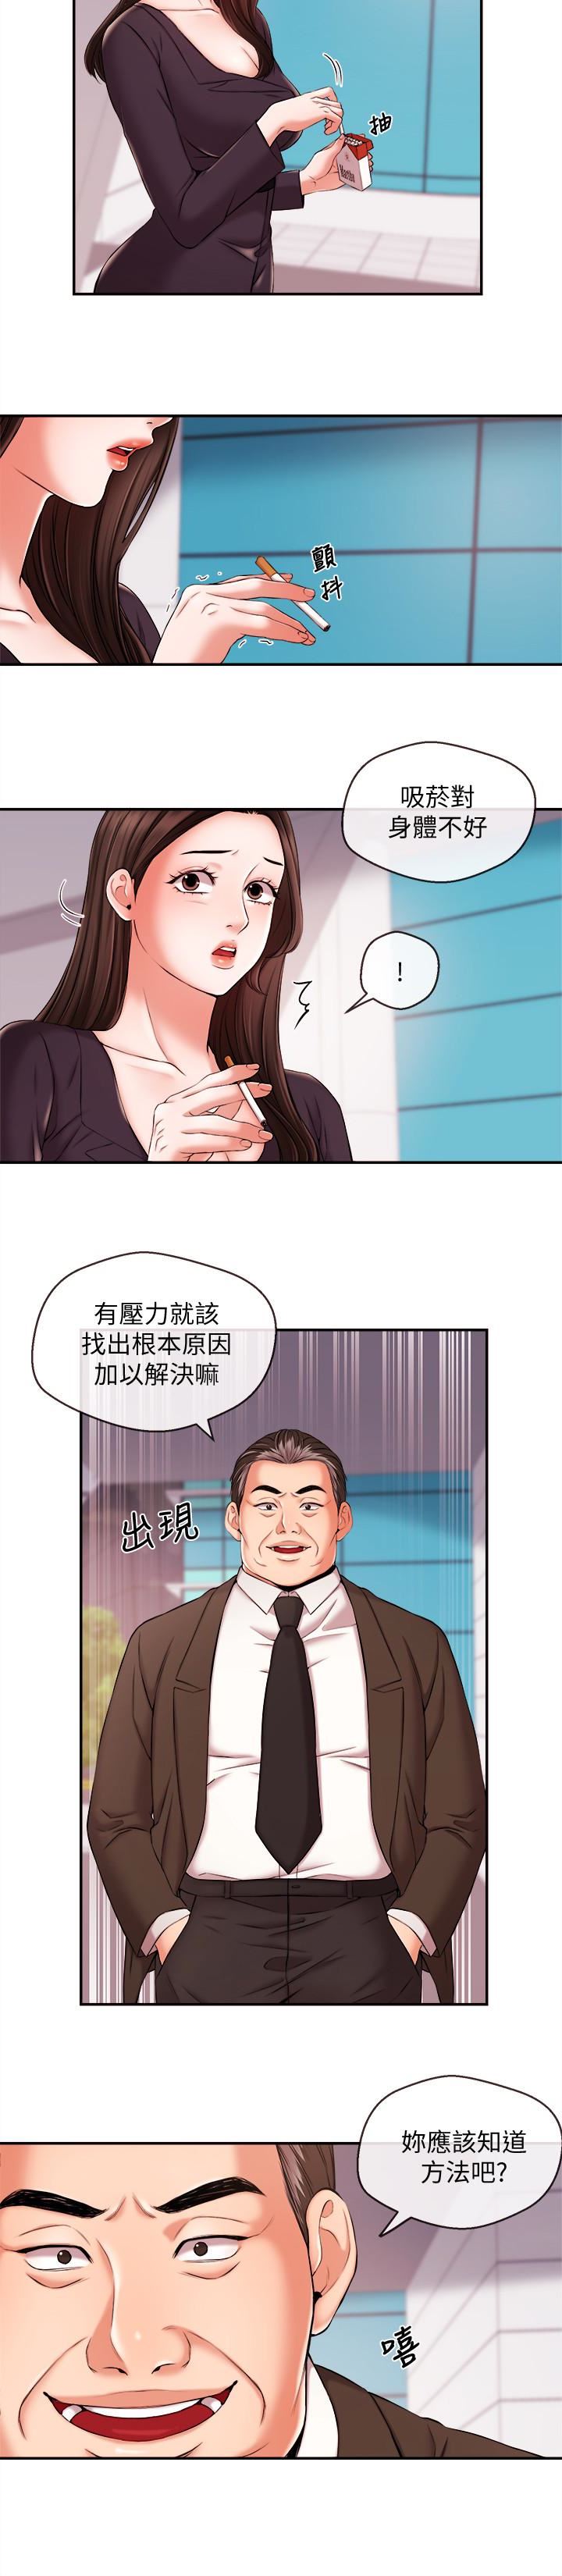 抽
Marlbo
顫
抖
吸菸對
身體不好
!
有壓力就該
找出根本原因
加以解決嘛
出現
妳應該知道
方法吧?
嘻